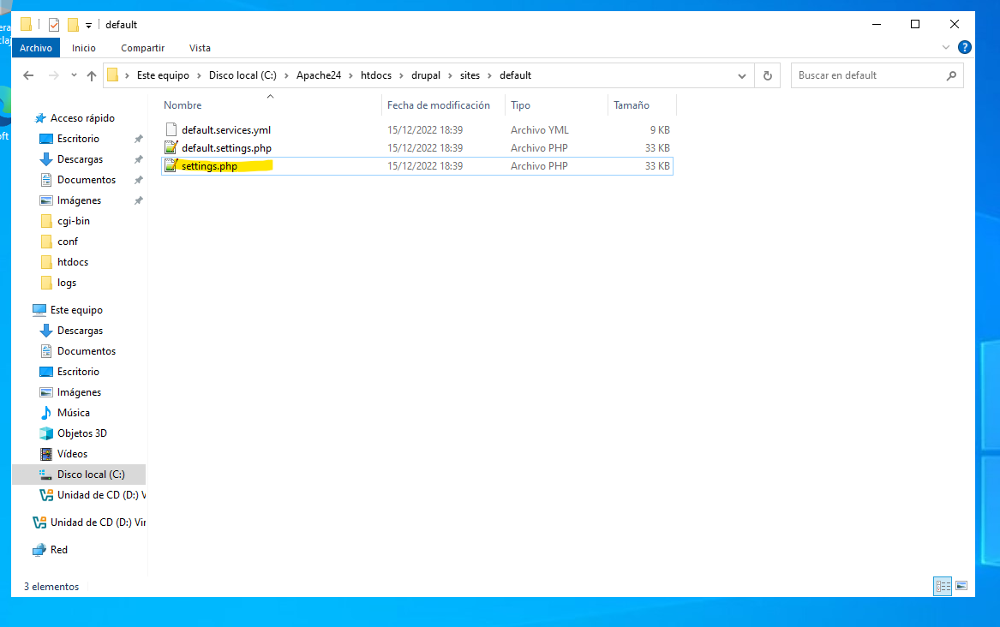 era
claj
oft
default
Archivo Inicio Compartir Vista
Este equipo Disco local (C:) Apache24 htdocs drupal sites default
Buscar en default
Nombre Fecha de modificación Tipo Tamaño
default.services.yml 15/12/2022 18:39 Archivo YML 9 KB
default.settings.php 15/12/2022 18:39 Archivo PHP 33 KB
settings.php 15/12/2022 18:39 Archivo PHP 33 KB
Acceso rápido
Escritorio
Descargas
Documentos
Imágenes
cgi-bin
conf
htdocs
logs
Este equipo
Descargas
Documentos
Escritorio
Imágenes
Música
Objetos 3D
Vídeos
Disco local (C:)
Unidad de CD (D:) V
Unidad de CD (D:) Vir
Red
3 elementos